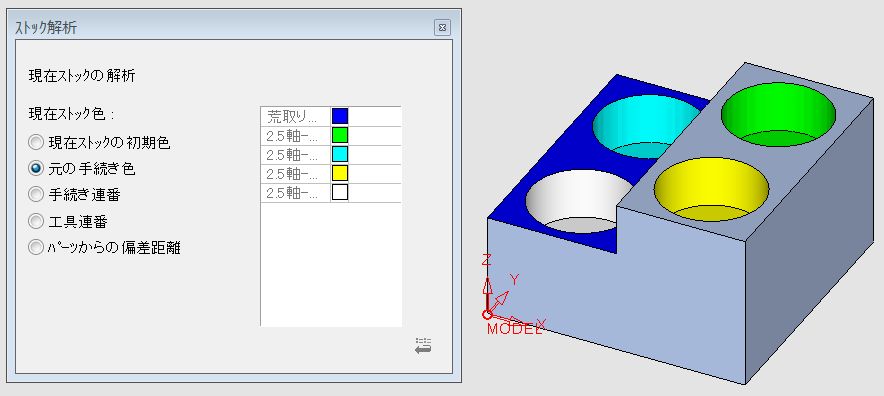 ストック解析
現在ストックの解析
現在ストック色 :
現在ストックの初期色
元の手続き色
手続き連番
工具連番
パーツからの偏差距離
荒取り...
2.5軸-...
2.5軸-...
2.5軸-...
2.5軸-...
Z
Y
X
MODEL